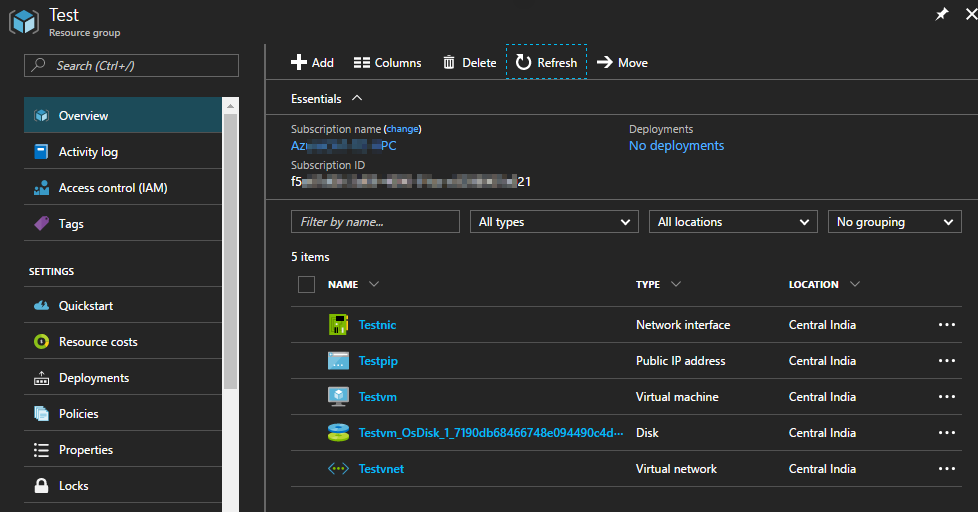 Test
Resource group
Search (Ctrl+/)
Overview
Activity log
Access control (IAM)
Tags
SETTINGS
Quickstart
Resource costs
Deployments
Policies
Properties
Locks
Add Columns Delete Refresh Move
Essentials
Subscription name (change) Deployments
No deployments
Subscription ID
Filter by name... All types All locations No grouping
5 items
NAME TYPE LOCATION
Testnic Network interface Central India
Testpip Public IP address Central India
Testvm Virtual machine Central India
Testvm_OsDisk_1_7190db68466748e094490c4d··· Disk Central India
Testvnet Virtual network Central India